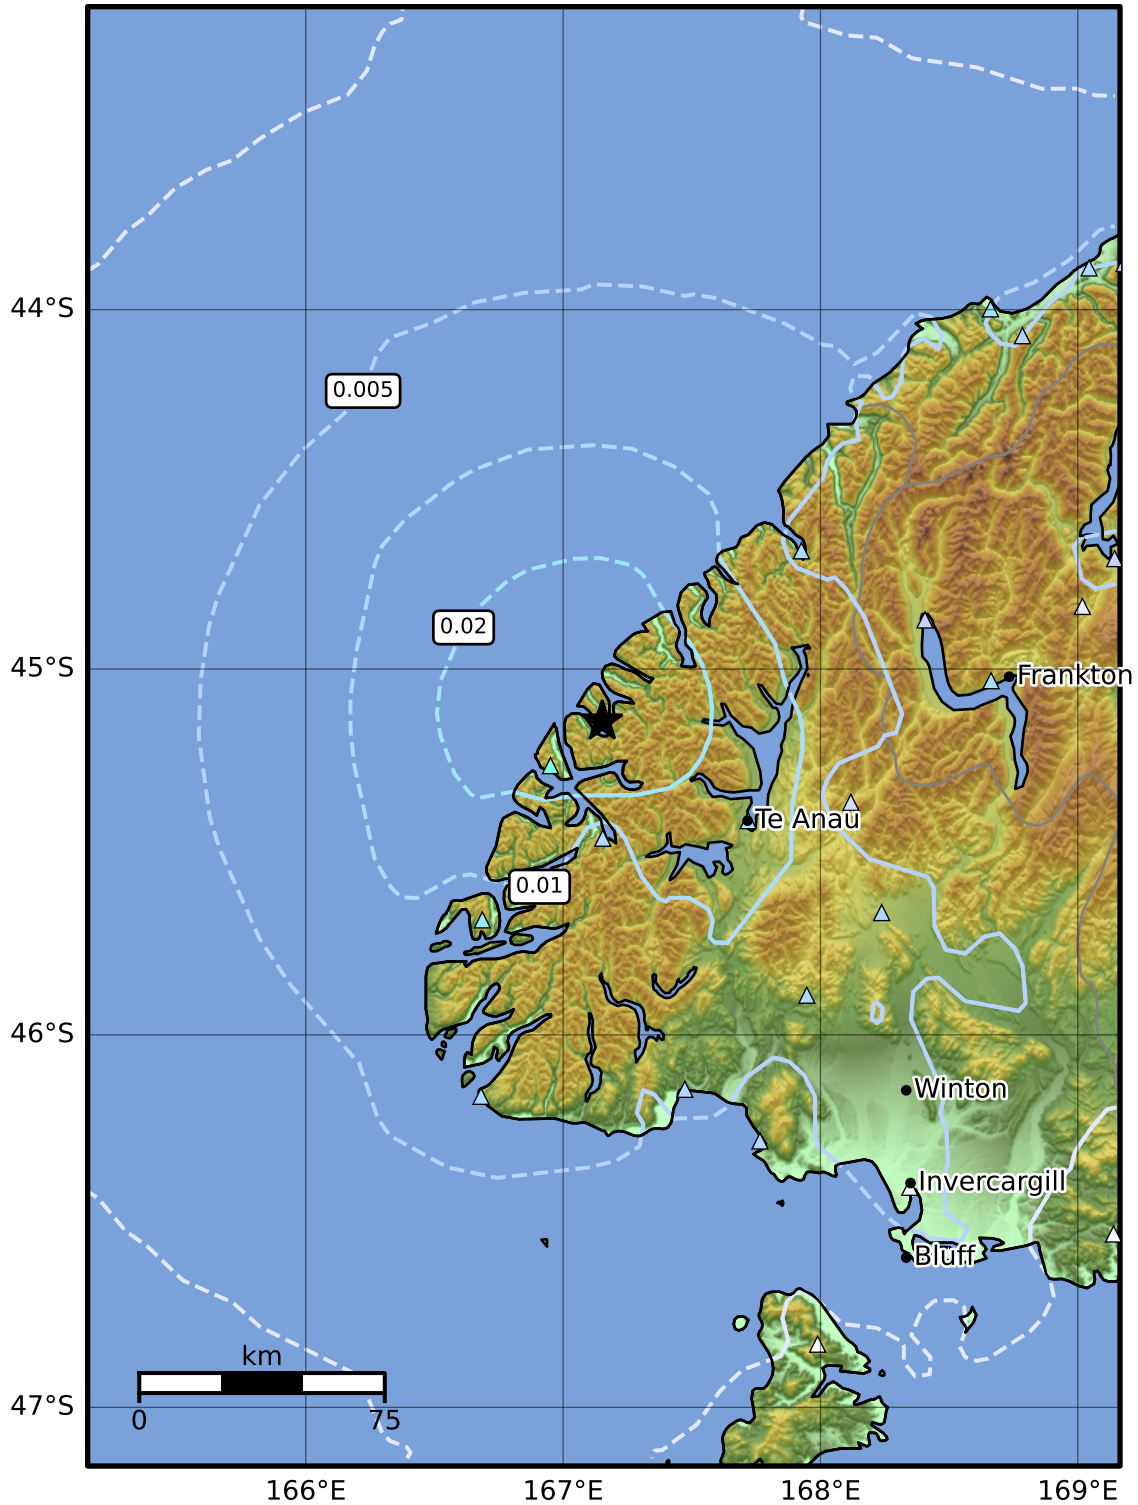 44°S
0.005
0.02
45°S
Frankton
Te Anau
0.01
46°S
Winton
Invercargill
Bluff
km
0 75
47°S
166°E 167°E 168°E 169°E